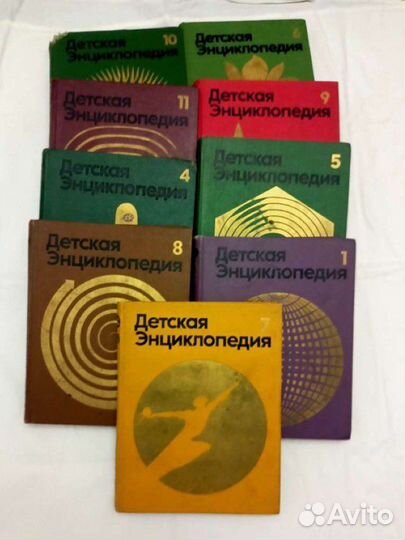 Детская 10
Энциклопедия
Детская 6
Энциклопедия
Детская 11
Энциклопедия
Детская 9
Энциклопедия
Детская 4
Энциклопедия
Детская 5
Энциклопедия
Детская 8
Энциклопедия
Детская 1
Энциклопедия
Детская 7
Энциклопедия
Avito